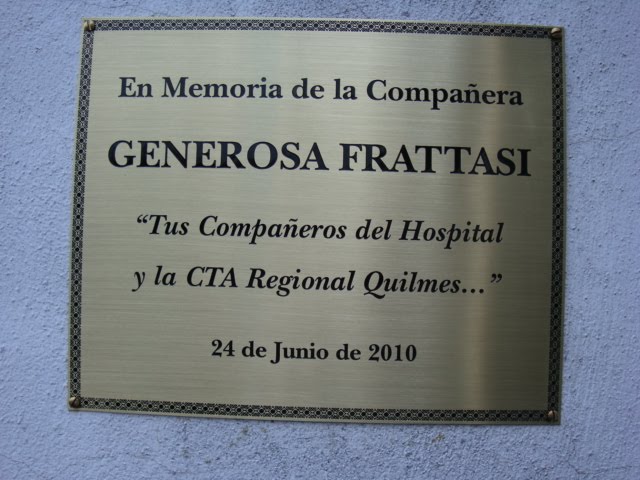 En Memoria de la Compañera
GENEROSA FRATTASI
“Tus Compañeros del Hospital
y la CTA Regional Quilmes...”
24 de Junio de 2010